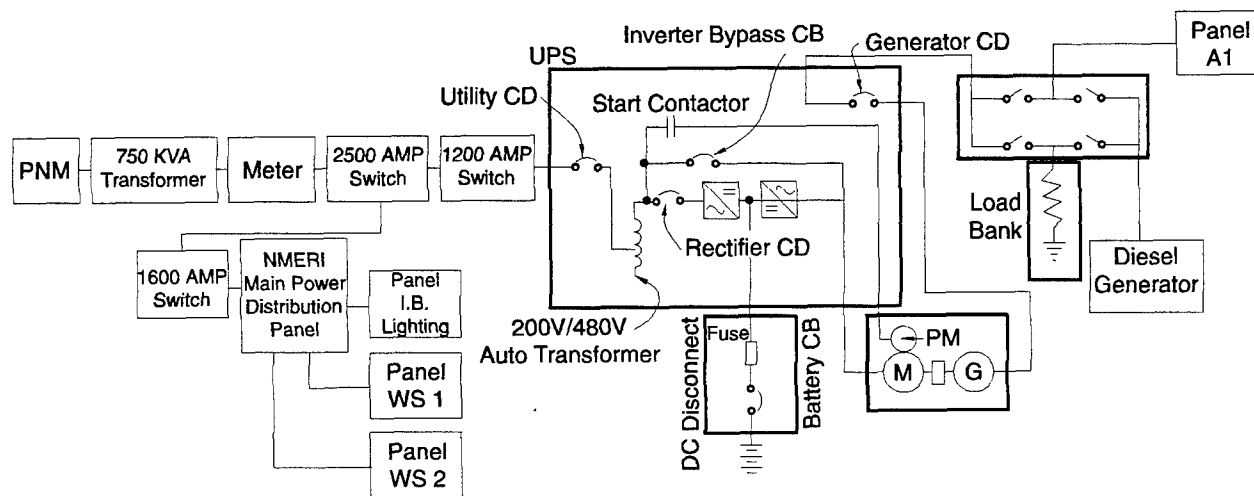 Inverter Bypass CB
Generator CD
Panel
A1
UPS
Utility CD
Start Contactor
PNM
750 KVA
Transformer
Meter
2500 AMP
Switch
1200 AMP
Switch
Rectifier CD
Load
Bank
Diesel
Generator
1600 AMP
Switch
NMERI
Main Power
Distribution
Panel
Panel
I.B.
Lighting
200V/480V
Auto Transformer
DC Disconnect
Fuse
Battery CB
PM
M
G
Panel
WS 1
Panel
WS 2